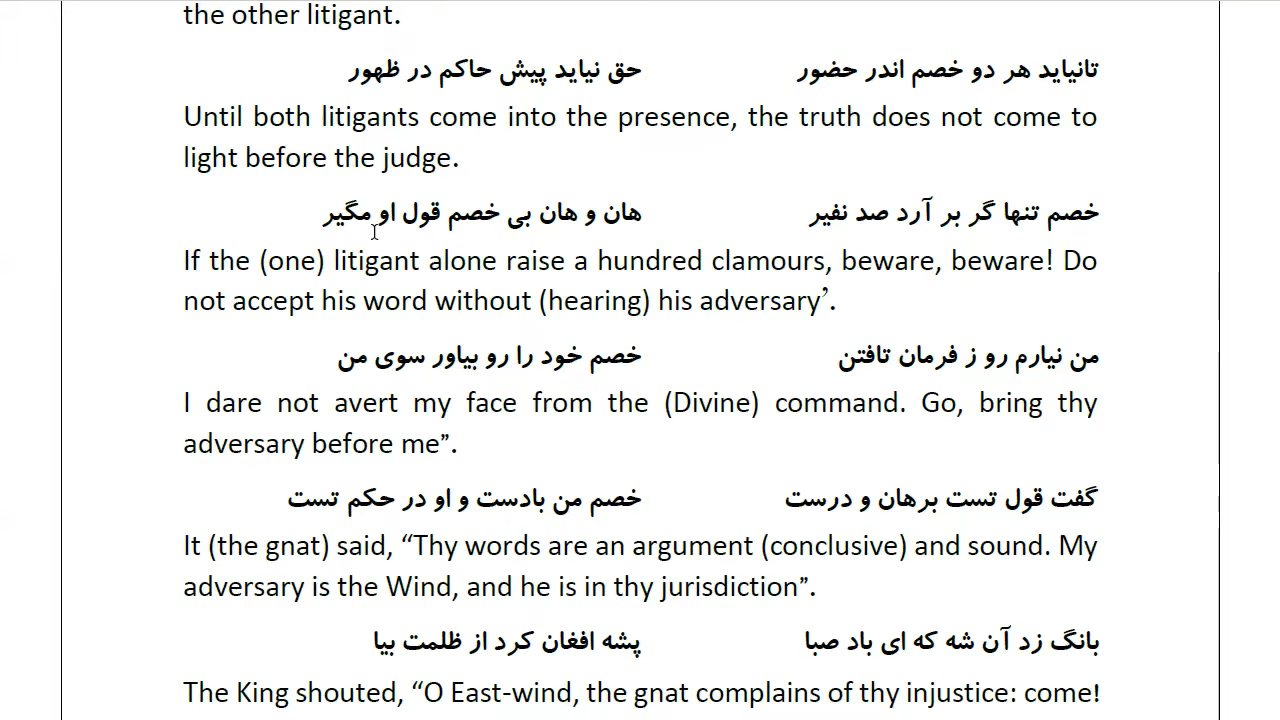 the other litigant.
تانیاید هر دو خصم اندر حضور حق نیاید پیش حاکم در ظهور
Until both litigants come into the presence, the truth does not come to
light before the judge.
خصم تنها گر بر آرد صد نفیر هان و هان بی خصم قول او مگیر
If the (one) litigant alone raise a hundred clamours, beware, beware! Do
not accept his word without (hearing) his adversary’.
من نیارم رو ز فرمان تافتن خصم خود را رو بیاور سوی من
I dare not avert my face from the (Divine) command. Go, bring thy
adversary before me”.
گفت قول تست برهان و درست خصم من بادست و او در حکم تست
It (the gnat) said, “Thy words are an argument (conclusive) and sound. My
adversary is the Wind, and he is in thy jurisdiction”.
بانگ زد آن شه که ای باد صبا پشه افغان کرد از ظلمت بیا
The King shouted, “O East-wind, the gnat complains of thy injustice: come!